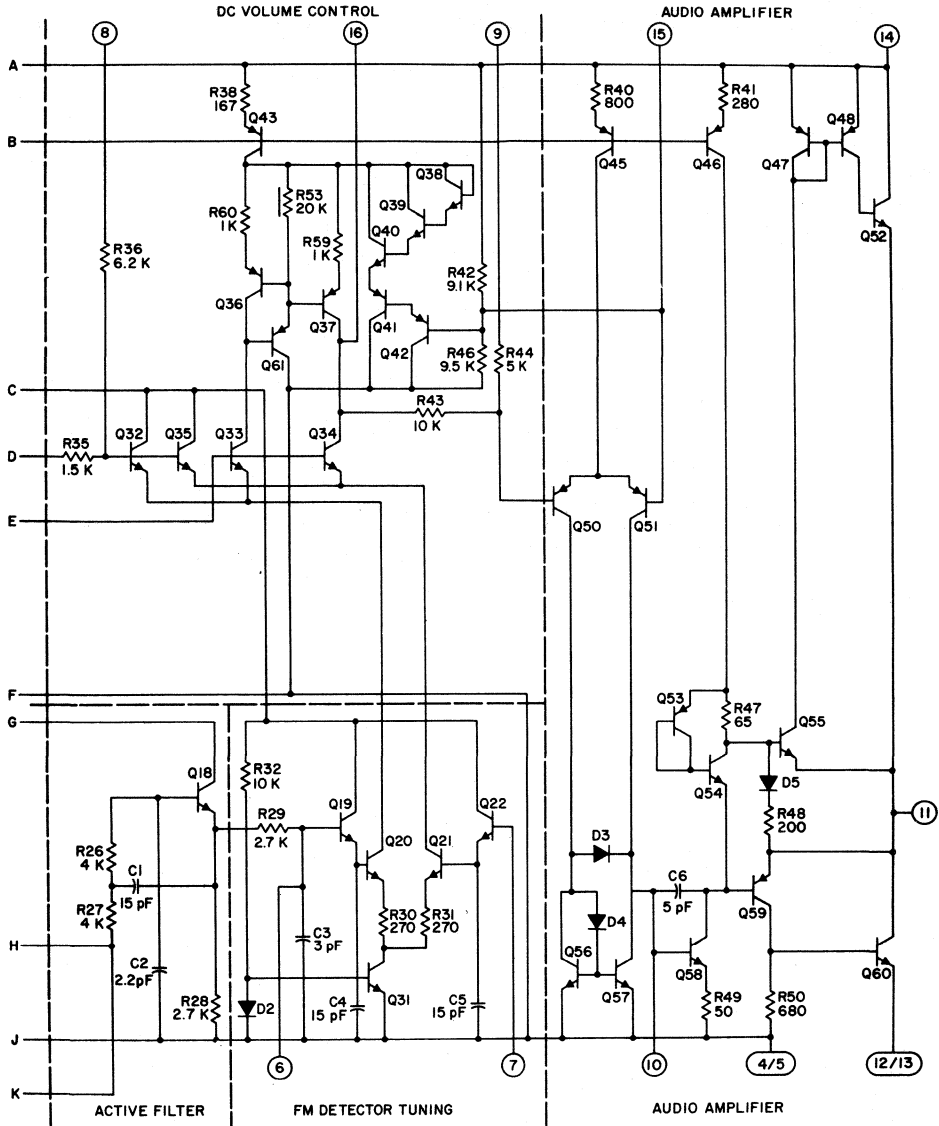 DC VOLUME CONTROL
AUDIO AMPLIFIER
8
16
9
15
14
A
R38
167
Q43
R40
800
R41
280
Q48
B
Q45
Q46
Q47
Q38
R53
20 K
Q39
R60
1 K
Q40
R59
1 K
Q52
R36
6.2 K
R42
9.1 K
Q36
Q37
Q41
Q42
R46
9.5 K
R44
5 K
Q61
C
R43
10 K
R35
1.5 K
Q32
Q35
Q33
Q34
D
E
Q50
Q51
F
Q53
R47
65
Q55
G
Q18
R32
10 K
Q54
D5
R29
2.7 K
Q19
Q22
R48
200
11
Q20
Q21
D3
R26
4 K
C1
15 pF
C6
5 pF
R27
4 K
R30
270
R31
270
D4
Q59
C3
3 pF
H
C2
2.2pF
Q56
Q58
Q60
Q57
R28
2.7 K
D2
C4
15 pF
Q31
C5
15 pF
R49
50
R50
680
J
6
7
10
4/5
12/13
K
ACTIVE FILTER
FM DETECTOR TUNING
AUDIO AMPLIFIER